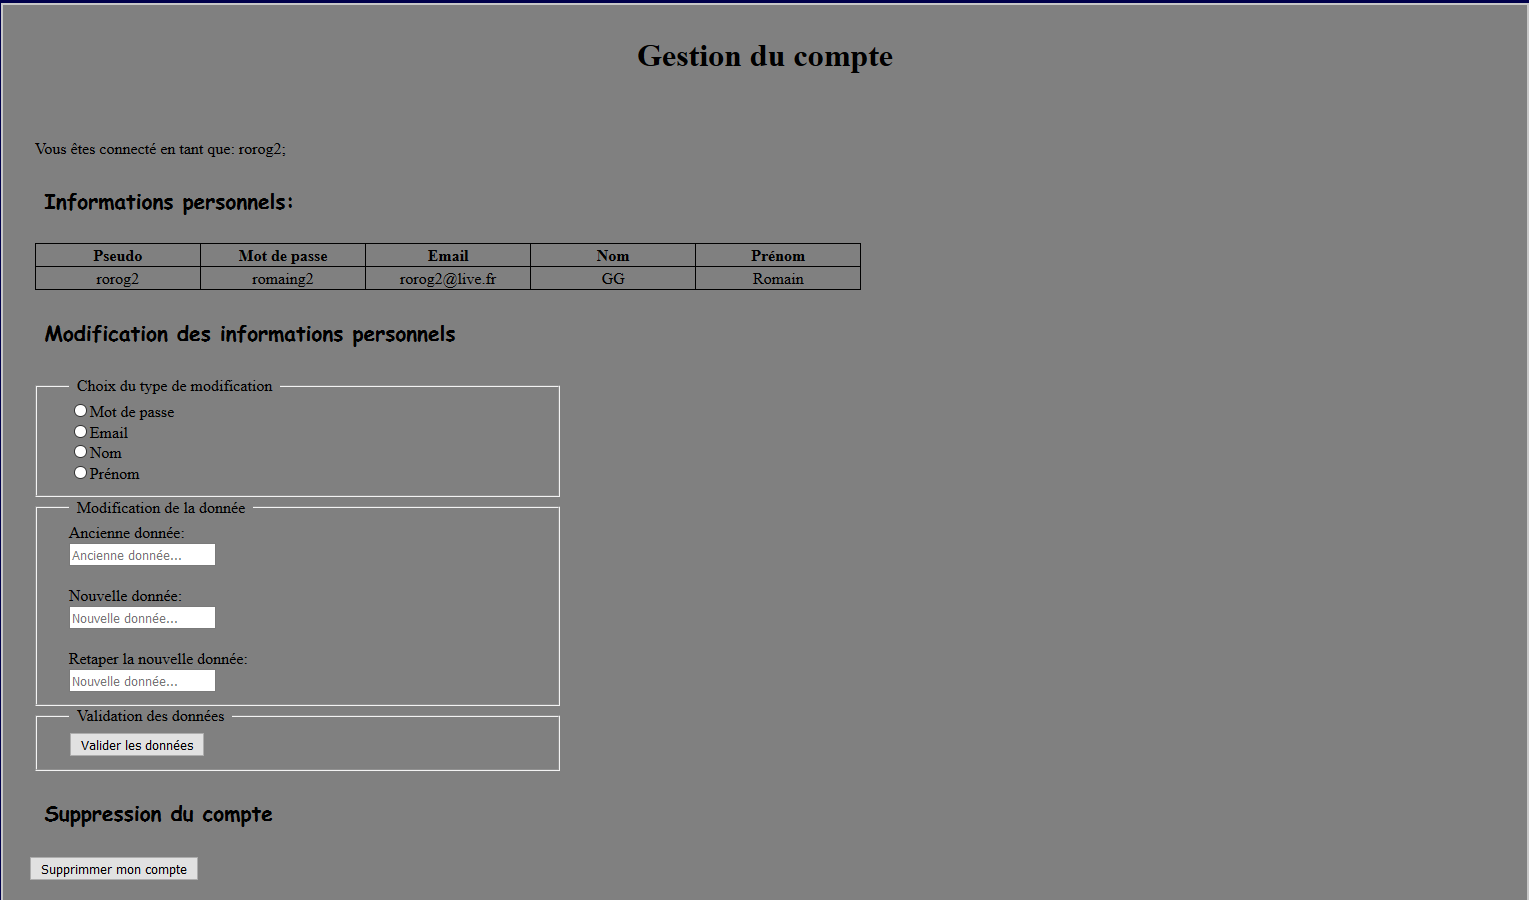 Gestion du compte
Vous êtes connecté en tant que: rorog2;
Informations personnels:
Pseudo Mot de passe Email Nom Prénom
rorog2 romaing2 rorog2@live.fr GG Romain
Modification des informations personnels
Choix du type de modification
Mot de passe
Email
Nom
Prénom
Modification de la donnée
Ancienne donnée:
Ancienne donnée...
Nouvelle donnée:
Nouvelle donnée...
Retaper la nouvelle donnée:
Nouvelle donnée...
Validation des données
Valider les données
Suppression du compte
Supprimmer mon compte